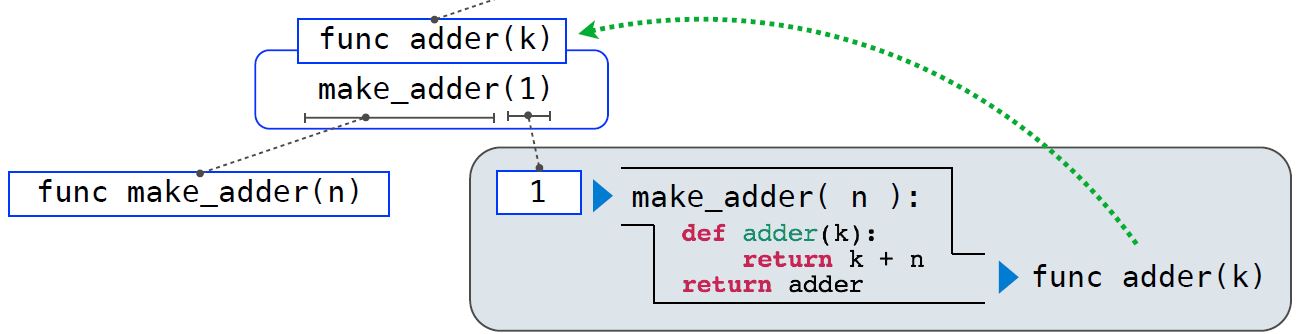 func adder(k)
make_adder(1)
func make_adder(n)
1
make_adder( n ):
def adder(k):
return k + n
return adder
func adder(k)